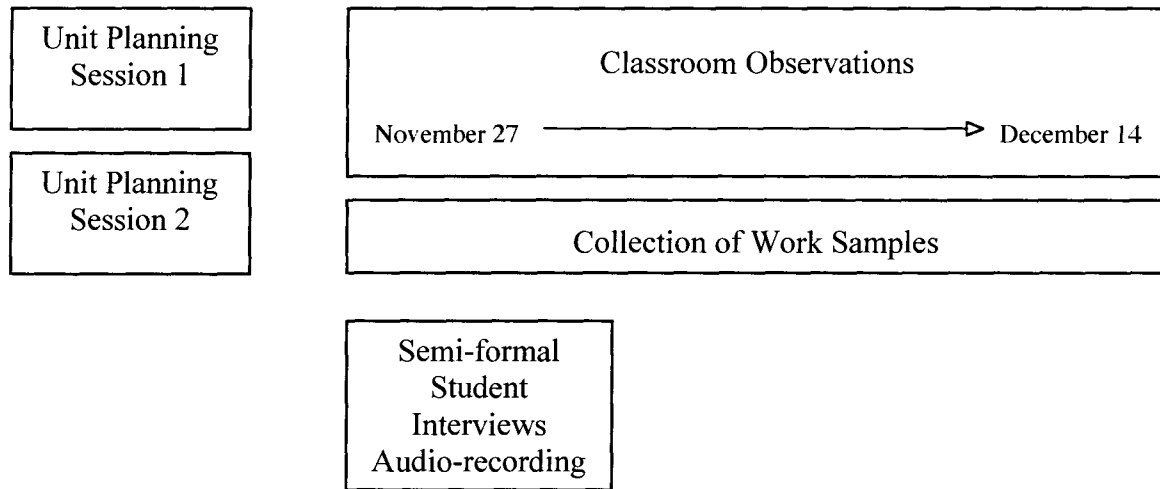 Unit Planning
Session 1
Classroom Observations
November 27
December 14
Unit Planning
Session 2
Collection of Work Samples
Semi-formal
Student
Interviews
Audio-recording